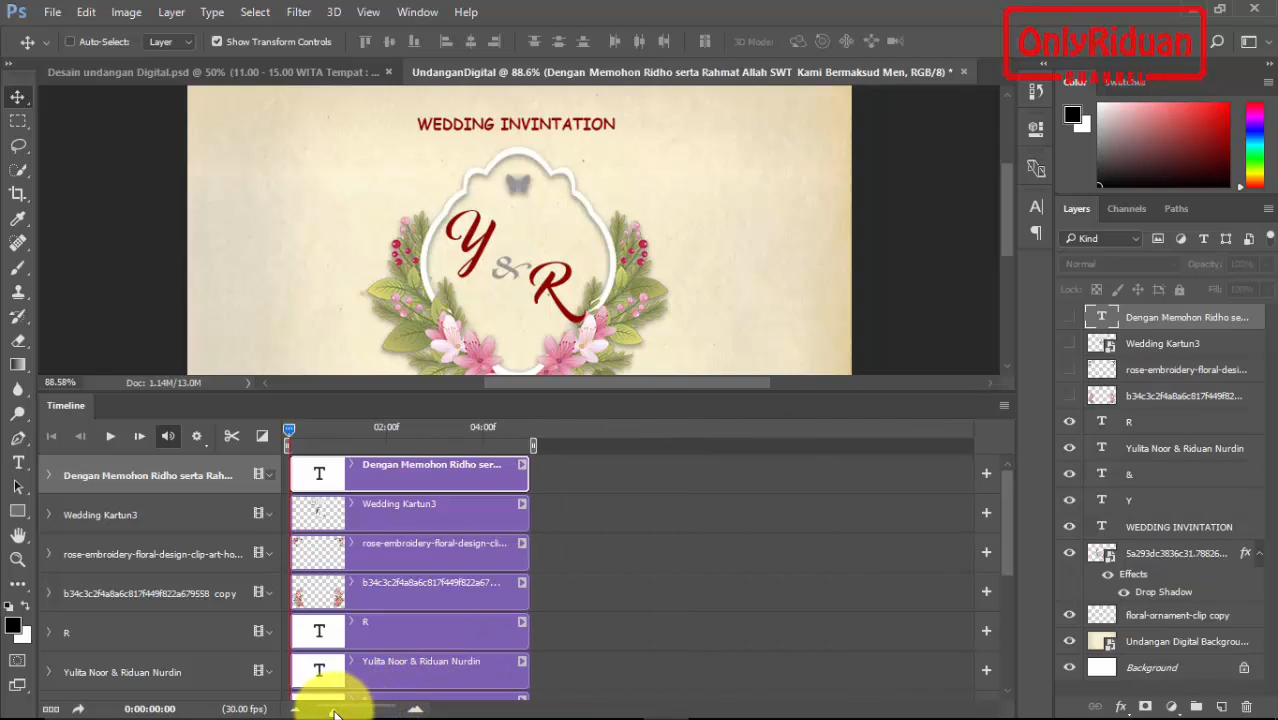 File Edit Image Layer Type Select Filter 3D View Window Help
Auto-Select: Layer Show Transform Controls 3D Mode:
OnlyRiduan
CHANNEL
Desain undangan Digital.psd @ 50% (11.00 - 15.00 WITA Tempat : ... × UndanganDigital @ 88.6% (Dengan Memohon Ridho serta Rahmat Allah SWT Kami Bermaksud Men, RGB/8) * ×
Color
WEDDING INVINTATION
Y
&
R
88.58% Doc: 1.14M/13.0M
Layers Channels Paths
Kind
Normal Opacity: 100%
Lock: Fill: 100%
Dengan Memohon Ridho se...
Wedding Kartun3
rose-embroidery-floral-desi...
b34c3c2f4a8a6c817f449f82...
R
Yulita Noor & Riduan Nurdin
&
Y
WEDDING INVINTATION
5a293dc3836c31.78826... fx
Effects
Drop Shadow
floral-ornament-clip copy
Undangan Digital Backgrou...
Background
Timeline
02:00f 04:00f
Dengan Memohon Ridho serta Rah... T Dengan Memohon Ridho ser...
Wedding Kartun3 Wedding Kartun3
rose-embroidery-floral-design-clip-art-ho... rose-embroidery-floral-design-cli...
b34c3c2f4a8a6c817f449f822a679558 copy b34c3c2f4a8a6c817f449f822a67...
R T R
Yulita Noor & Riduan Nurdin T Yulita Noor & Riduan Nurdin
0:00:00:00 (30.00 fps)